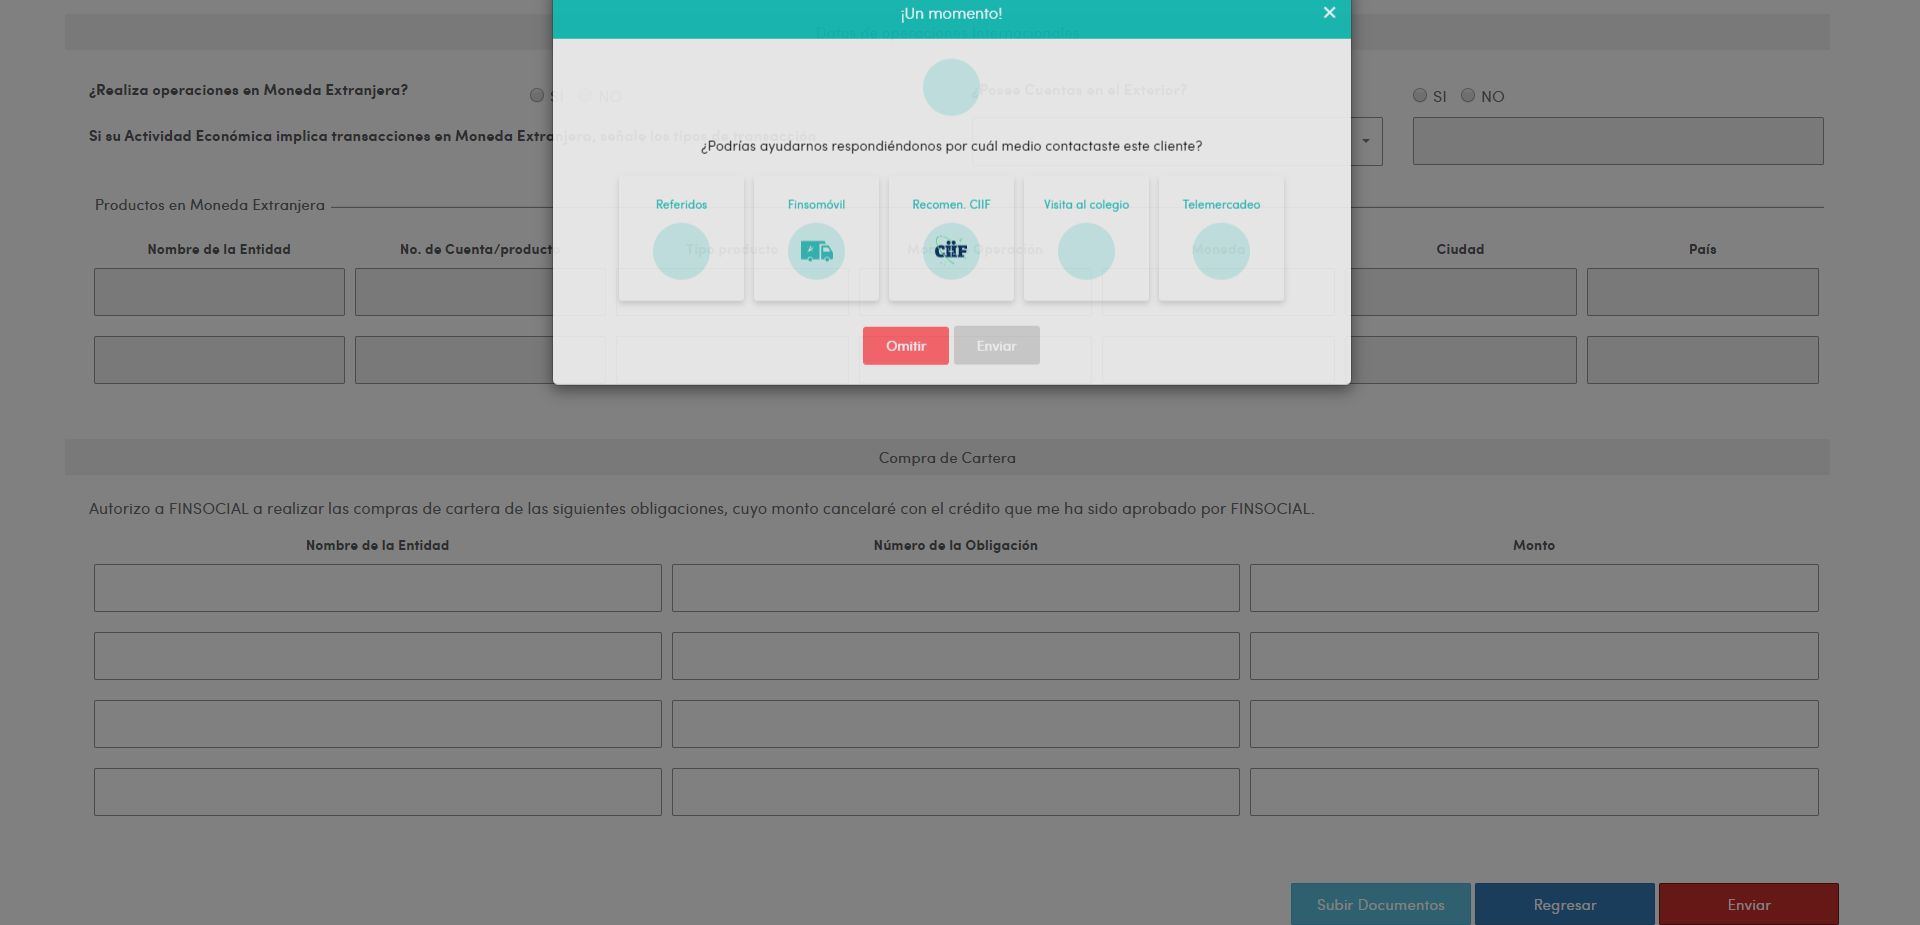 ¡Un momento!
Datos de operaciones Internacionales
¿Realiza operaciones en Moneda Extranjera?
SI
NO
¿Posee Cuentas en el Exterior?
SI
NO
Si su Actividad Económica implica transacciones en Moneda Extranjera, señale los tipos de transacción
¿Podrías ayudarnos respondiéndonos por cuál medio contactaste este cliente?
Referidos
Finsomóvil
Recomen. CIIF
Visita al colegio
Telemercadeo
CiiF
Omitir
Enviar
Productos en Moneda Extranjera
Nombre de la Entidad
No. de Cuenta/producto
Tipo producto
Operación
Moneda
Ciudad
País
Compra de Cartera
Autorizo a FINSOCIAL a realizar las compras de cartera de las siguientes obligaciones, cuyo monto cancelaré con el crédito que me ha sido aprobado por FINSOCIAL.
Nombre de la Entidad
Número de la Obligación
Monto
Subir Documentos
Regresar
Enviar